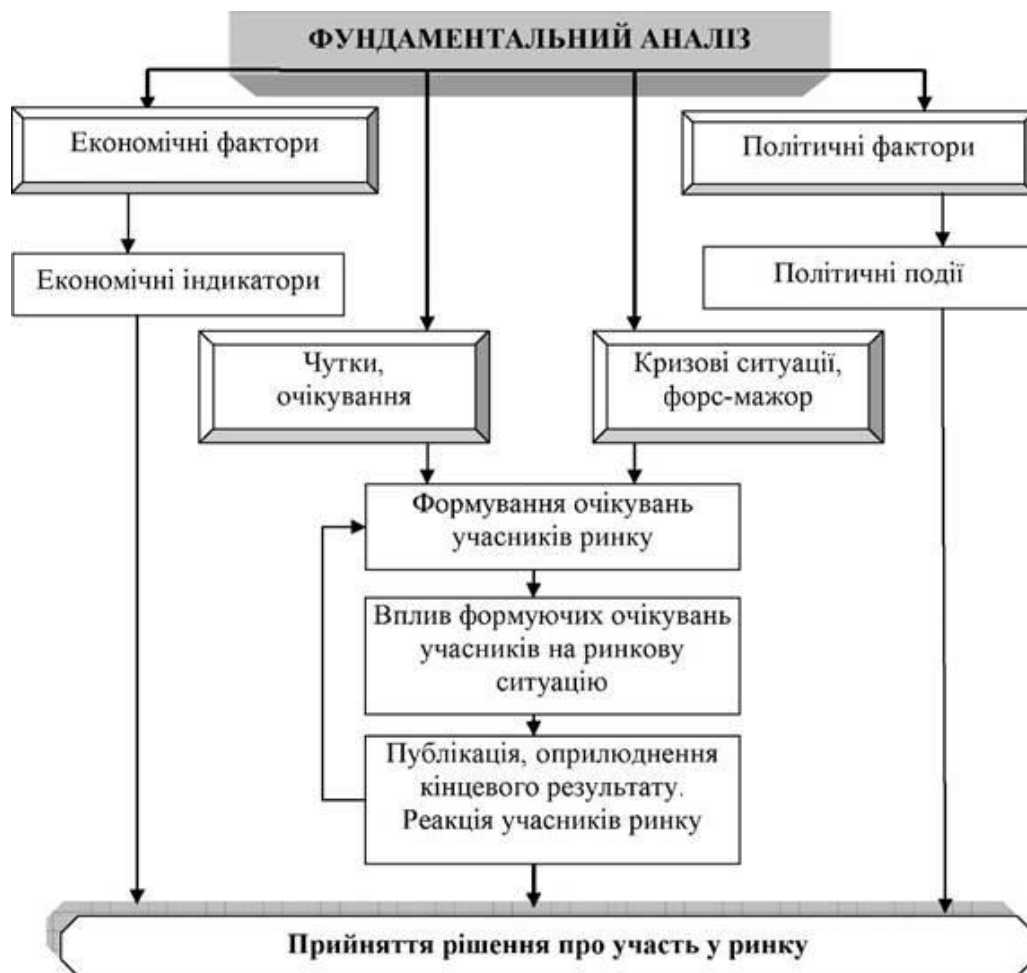 ФУНДАМЕНТАЛЬНИЙ АНАЛІЗ
Економічні фактори
Політичні фактори
Економічні індикатори
Політичні події
Чутки,
очікування
Кризові ситуації,
форс-мажор
Формування очікувань
учасників ринку
Вплив формуючих очікувань
учасників на ринкову
ситуацію
Публікація, оприлюднення
кінцевого результату.
Реакція учасників ринку
Прийняття рішення про участь у ринку